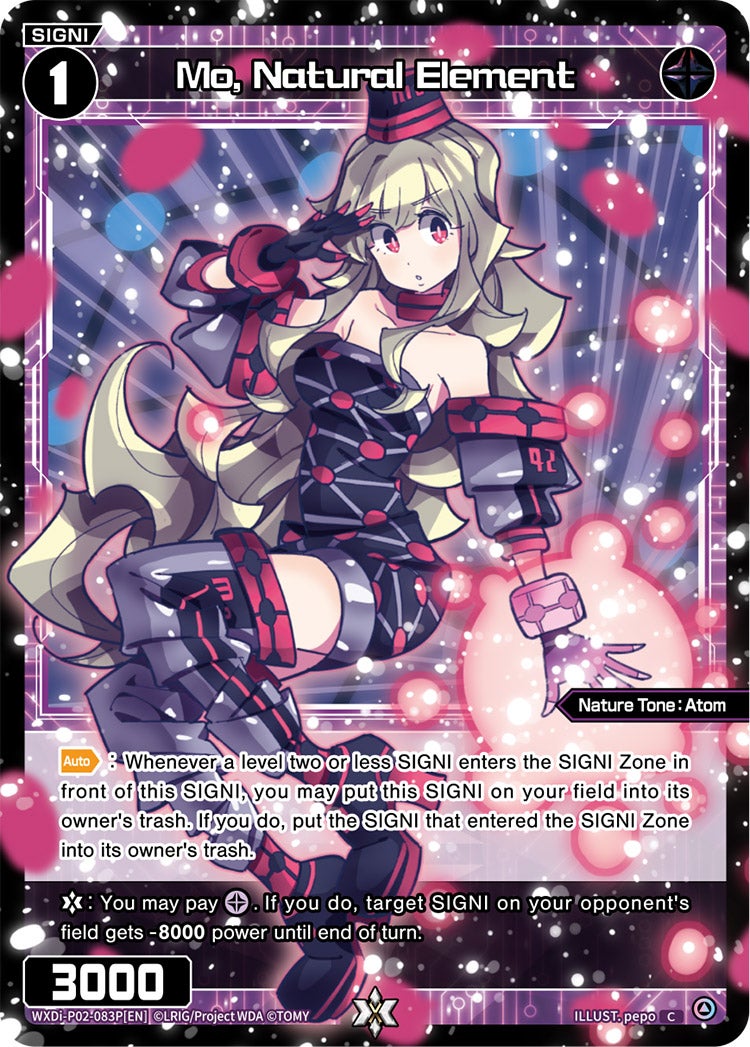 SIGNI
1
Mo, Natural Element
mo
42
mo
Nature Tone：Atom
Auto : Whenever a level two or less SIGNI enters the SIGNI Zone in
front of this SIGNI, you may put this SIGNI on your field into its
owner's trash. If you do, put the SIGNI that entered the SIGNI Zone
into its owner's trash.
: You may pay . If you do, target SIGNI on your opponent's
field gets -8000 power until end of turn.
3000
WXDi-P02-083P[EN] ©LRIG/Project WDA ©TOMY
ILLUST. pepo C